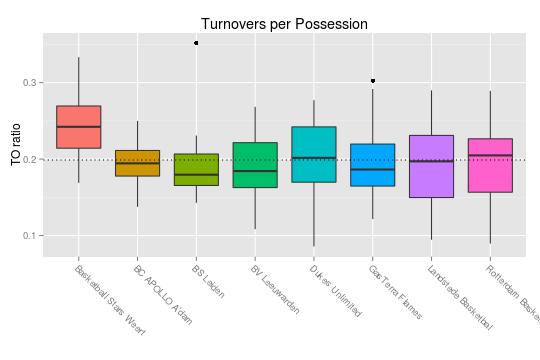 Turnovers per Possession
TO ratio
0.3
0.2
0.1
Basketball Stars Weert
BC APOLLO A'dam
BS Leiden
BV Leeuwarden
Dukes Unlimited
GasTerra Flames
Landstede Basketbal
Rotterdam Baske